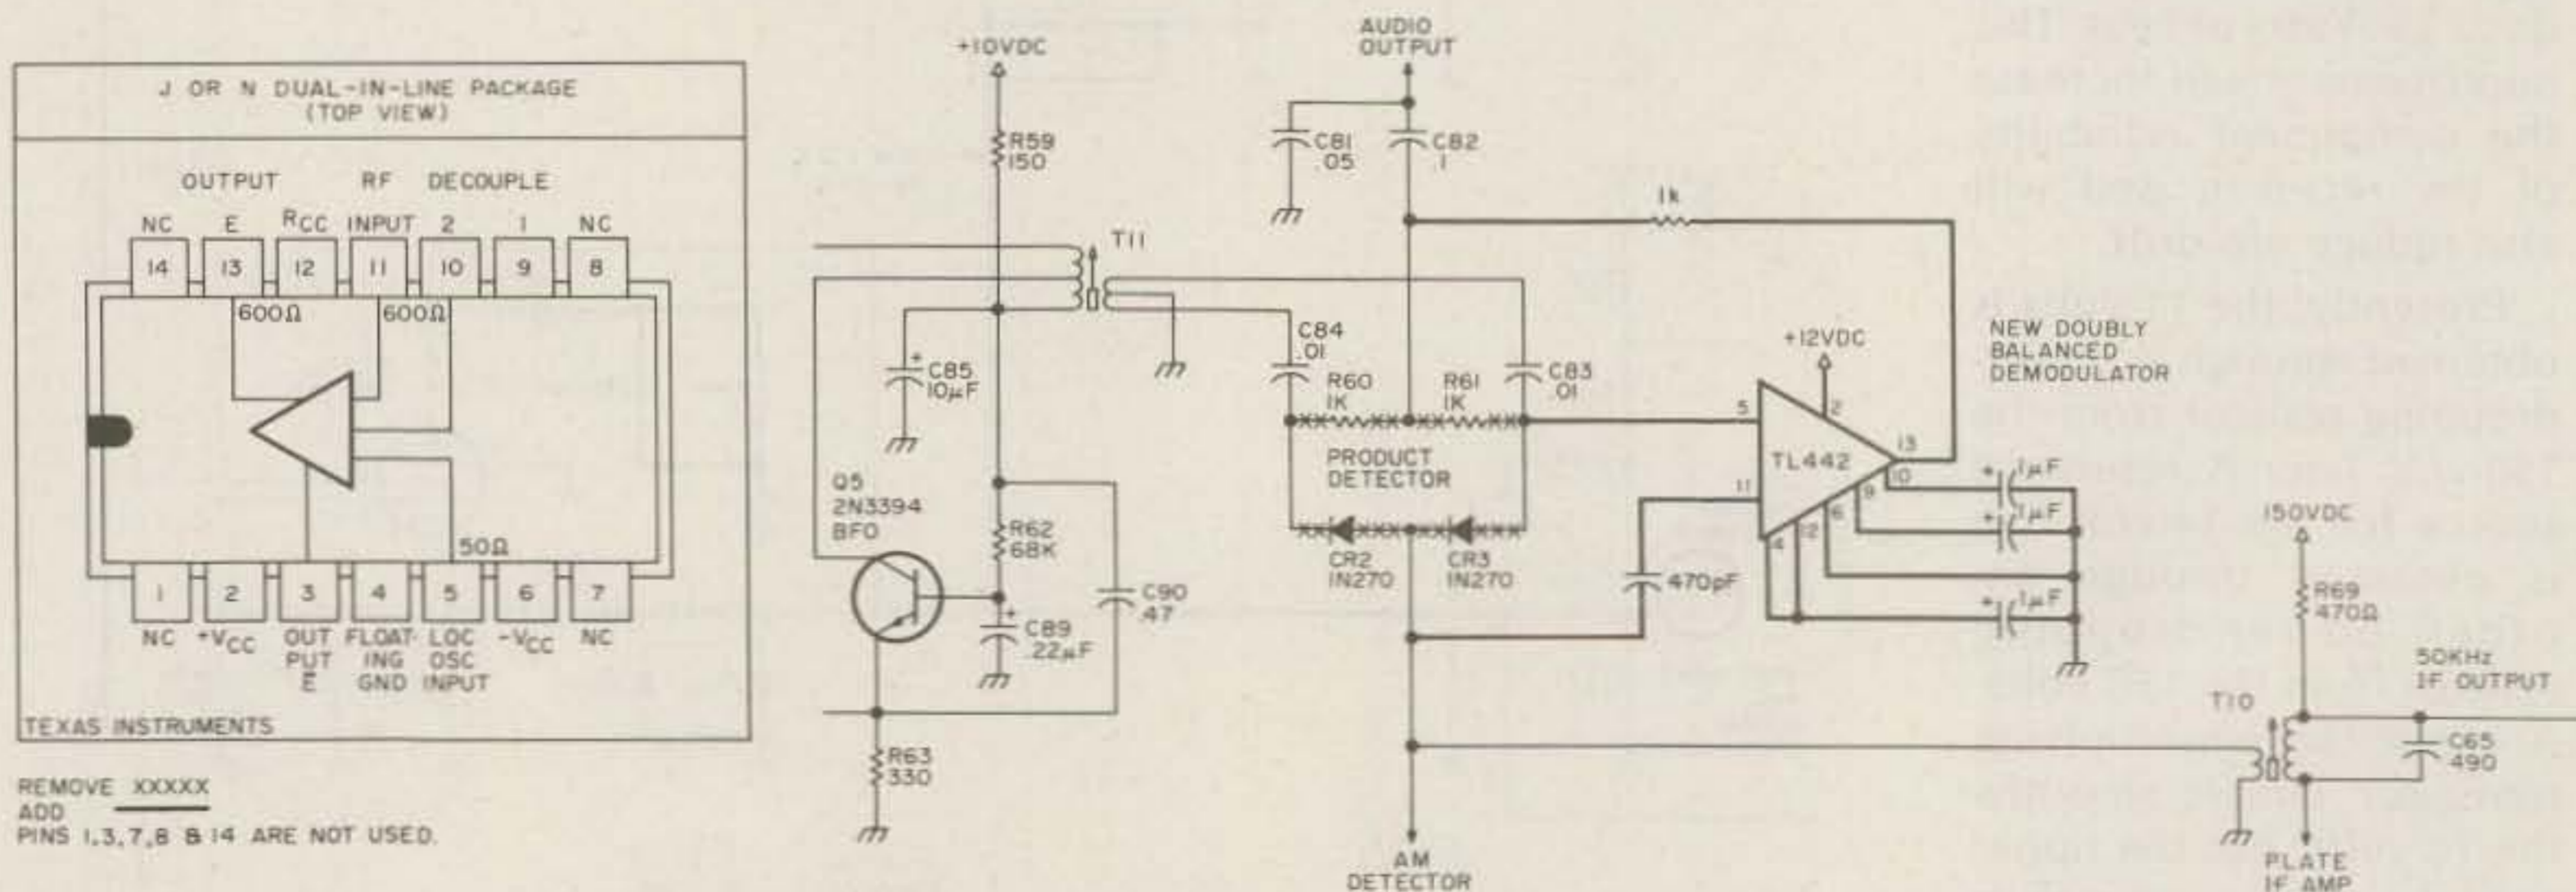 J OR N DUAL-IN-LINE PACKAGE
(TOP VIEW)
OUTPUT RF DECOUPLE
NC E RCC INPUT 2 1 NC
14 13 12 11 10 9 8
600Ω 600Ω
50Ω
1 2 3 4 5 6 7
NC +VCC OUT FLOAT- LOC -VCC NC
PUT ING OSC
E GND INPUT
TEXAS INSTRUMENTS
REMOVE XXXXX
ADD
PINS 1,3,7,8 & 14 ARE NOT USED.
+10VDC
R59
150
T11
+
C85
10µF
Q5
2N3394
BFO
R62
68K
+
C89
.22µF
C90
.47
R63
330
AUDIO
OUTPUT
C81
.05
C82
.1
1k
C84
.01
R60
1K
R61
1K
C83
.01
PRODUCT
DETECTOR
CR2
1N270
CR3
1N270
470pF
AM
DETECTOR
+12VDC
NEW DOUBLY
BALANCED
DEMODULATOR
5
2
13
TL442
10
11
9
6
12
4
+ 1µF
+ 1µF
+ 1µF
150VDC
R69
470Ω
50KHz
IF OUTPUT
T10
C65
490
PLATE
IF AMP